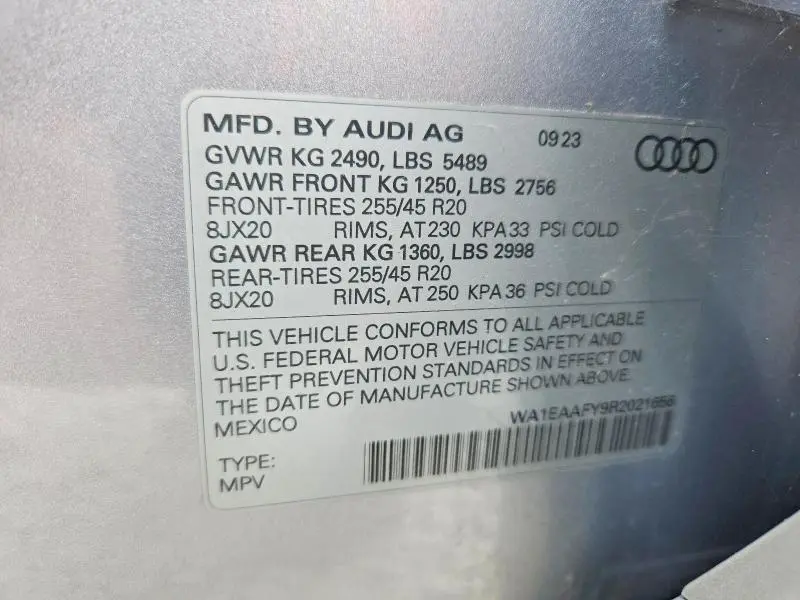 MFD. BY AUDI AG 09 23
GVWR KG 2490, LBS 5489
GAWR FRONT KG 1250, LBS 2756
FRONT-TIRES 255/45 R20
8JX20 RIMS, AT 230 KPA 33 PSI COLD
GAWR REAR KG 1360, LBS 2998
REAR-TIRES 255/45 R20
8JX20 RIMS, AT 250 KPA 36 PSI COLD
THIS VEHICLE CONFORMS TO ALL APPLICABLE
U.S. FEDERAL MOTOR VEHICLE SAFETY AND
THEFT PREVENTION STANDARDS IN EFFECT ON
THE DATE OF MANUFACTURE SHOWN ABOVE.
MEXICO WA1EAAFY9R2021656
TYPE:
MPV